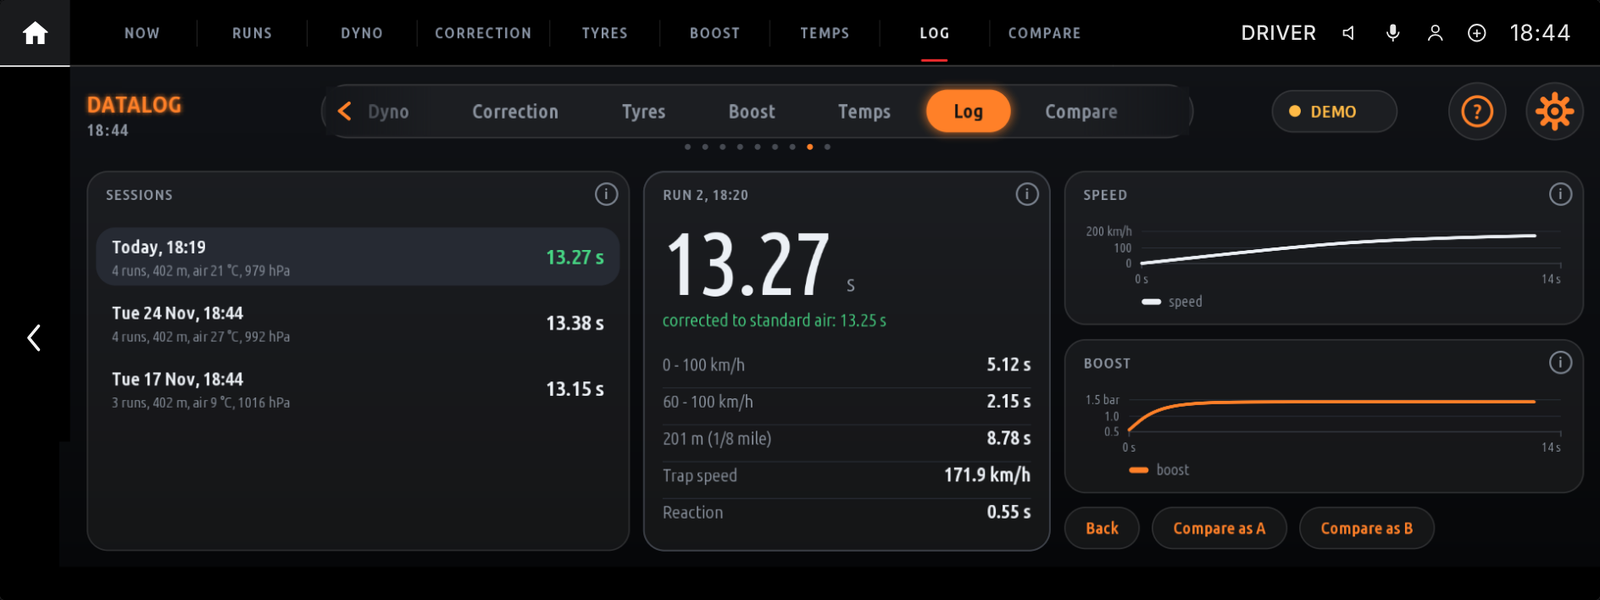 NOW RUNS DYNO CORRECTION TYRES BOOST TEMPS LOG COMPARE DRIVER 18:44
DATALOG
18:44
Dyno Correction Tyres Boost Temps Log Compare
DEMO
?
SESSIONS
i
Today, 18:19
13.27 s
4 runs, 402 m, air 21 °C, 979 hPa
Tue 24 Nov, 18:44
13.38 s
4 runs, 402 m, air 27 °C, 992 hPa
Tue 17 Nov, 18:44
13.15 s
3 runs, 402 m, air 9 °C, 1016 hPa
RUN 2, 18:20
i
13.27 s
corrected to standard air: 13.25 s
0 - 100 km/h 5.12 s
60 - 100 km/h 2.15 s
201 m (1/8 mile) 8.78 s
Trap speed 171.9 km/h
Reaction 0.55 s
SPEED
i
200 km/h
100
0
0 s 14 s
speed
BOOST
i
1.5 bar
1.0
0.5
0 s 14 s
boost
Back Compare as A Compare as B